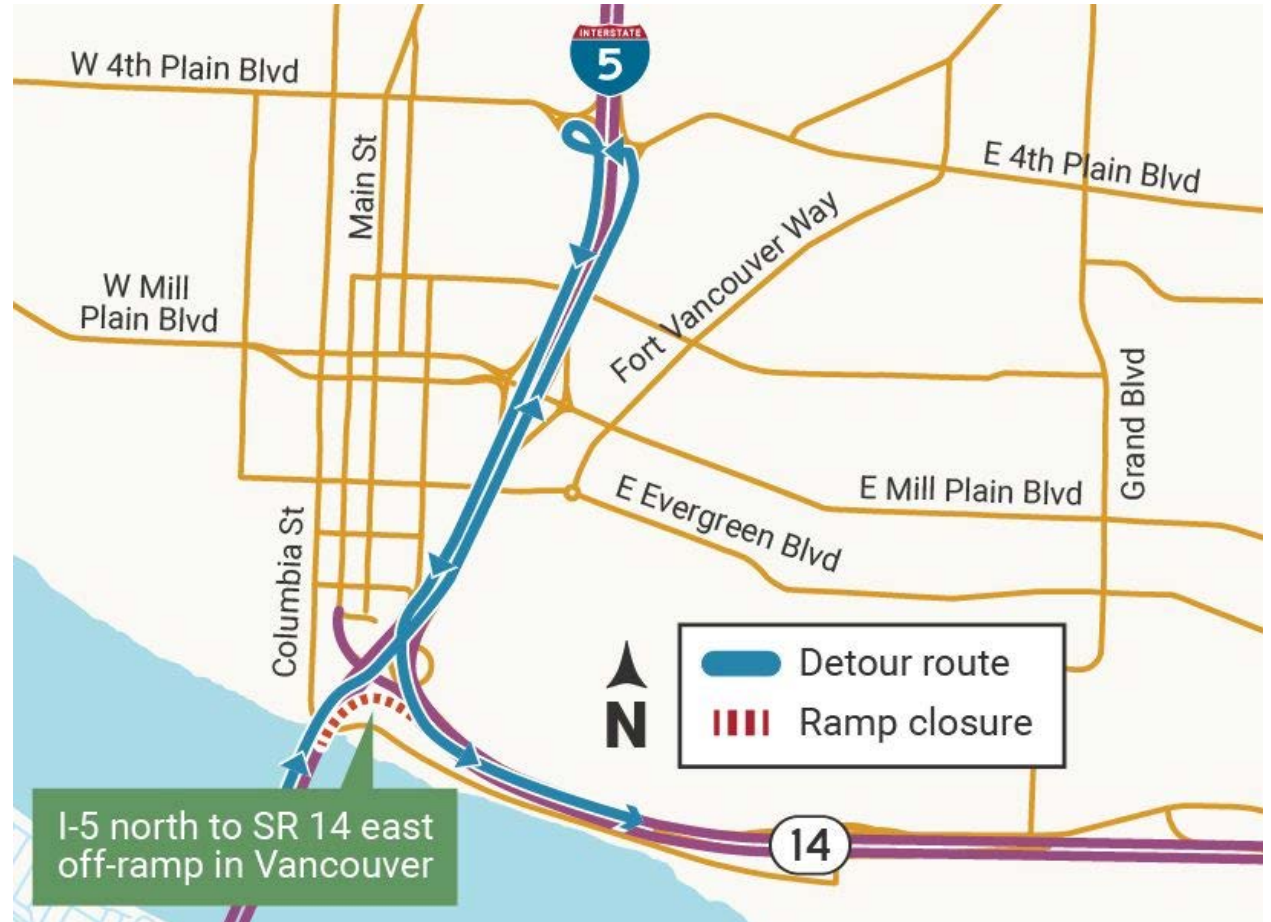 INTERSTATE
5
W 4th Plain Blvd
Main St
E 4th Plain Blvd
Fort Vancouver Way
W Mill
Plain Blvd
Grand Blvd
E Mill Plain Blvd
E Evergreen Blvd
Columbia St
N
Detour route
Ramp closure
I-5 north to SR 14 east
off-ramp in Vancouver
14